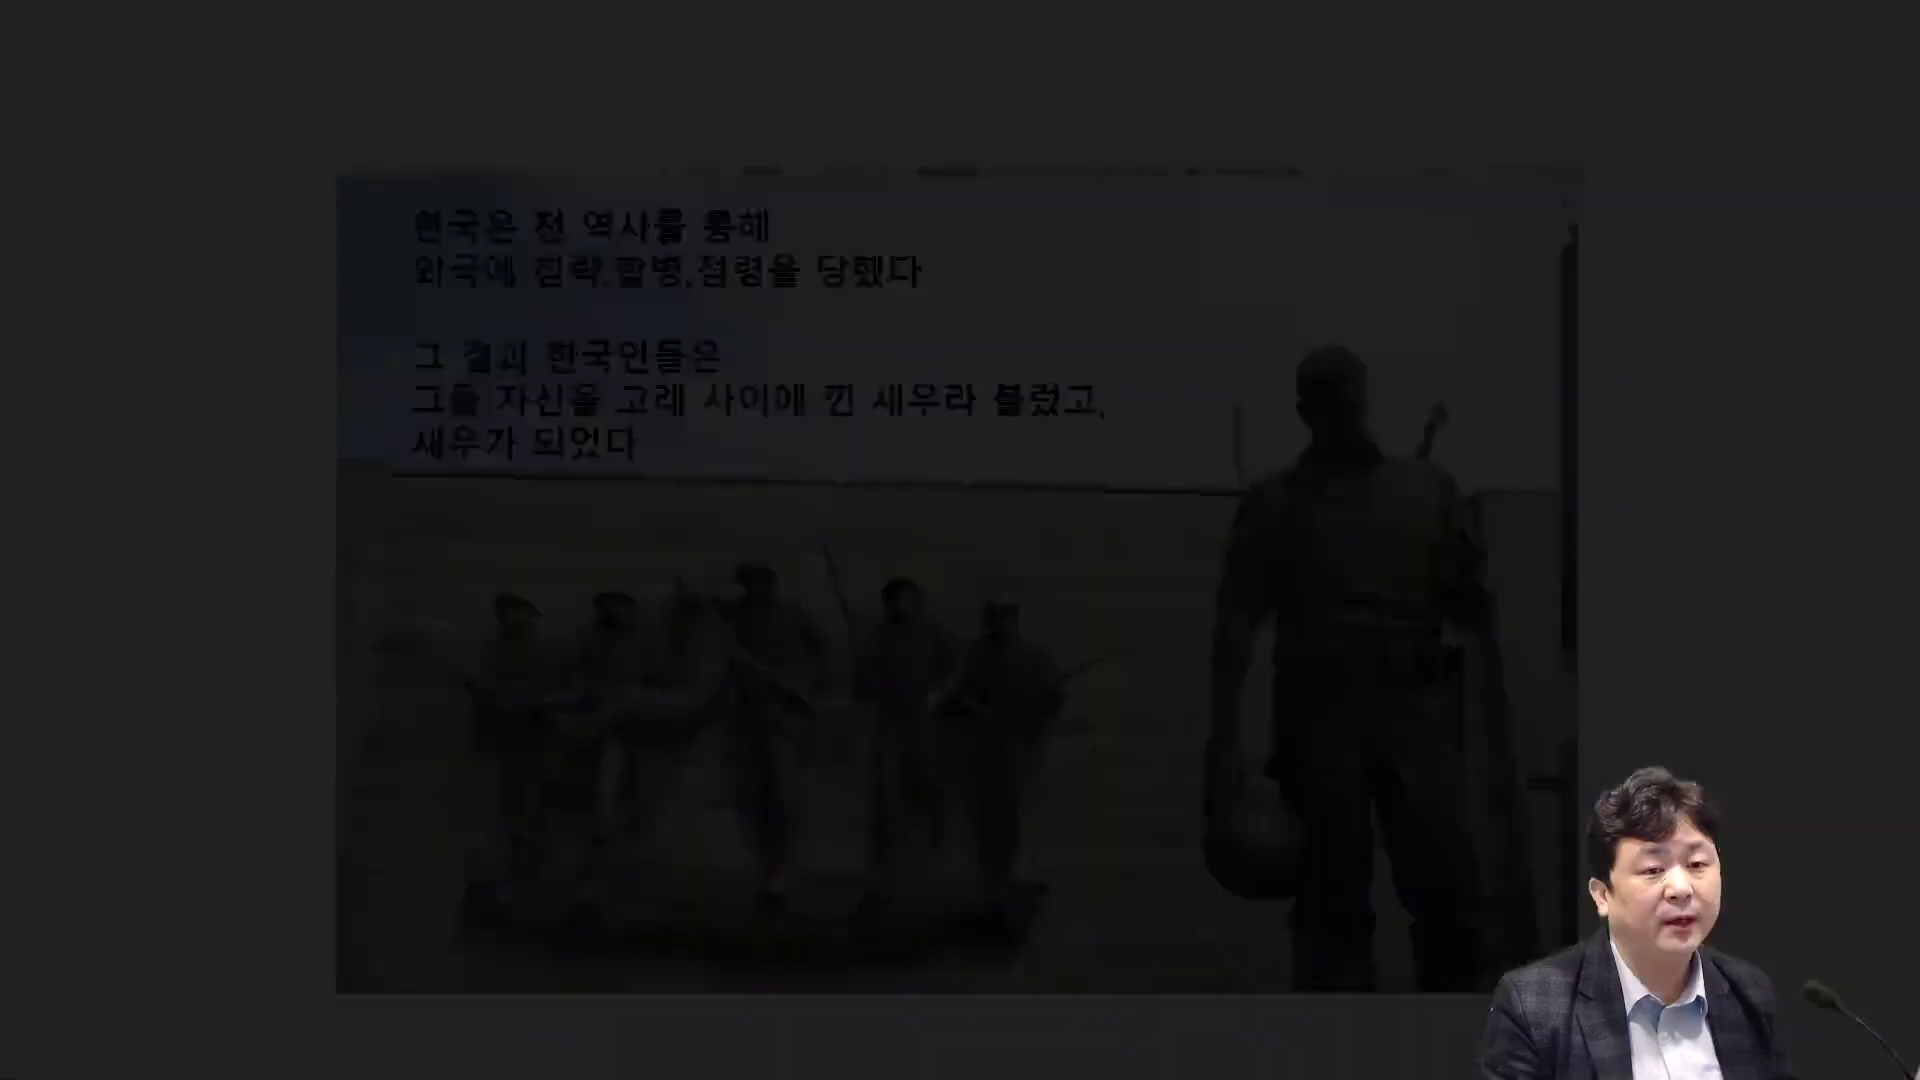 한국은 전 역사를 통해
외국에 침략.합병.점령을 당했다
그 결과 한국인들은
그들 자신을 고래 사이에 낀 새우라 불렀고,
새우가 되었다